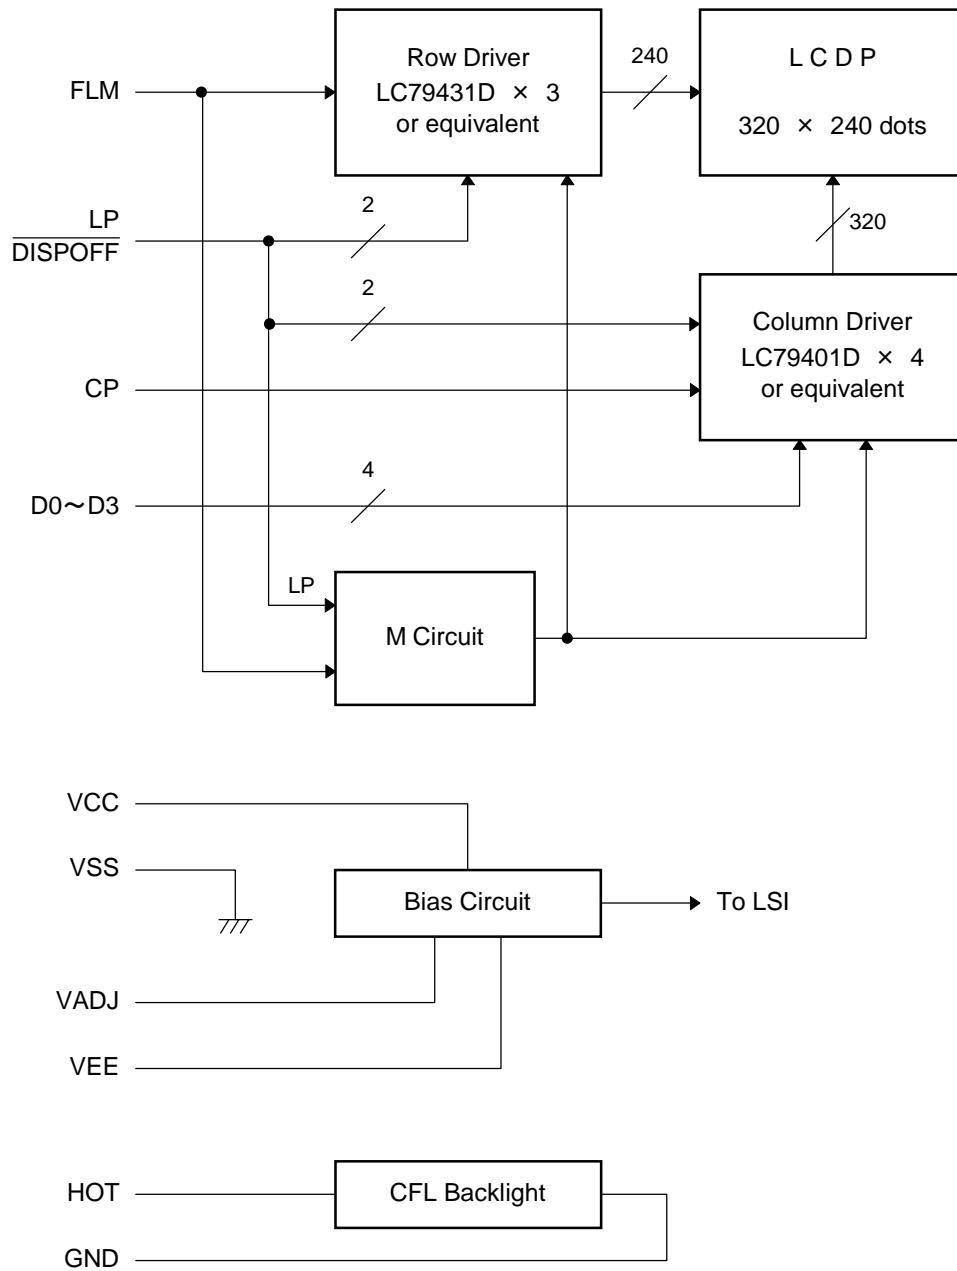 Row Driver
LC79431D × 3
or equivalent
240
L C D P
320 × 240 dots
FLM
LP
DISPOFF
2
320
2
Column Driver
LC79401D × 4
or equivalent
CP
4
D0～D3
LP
M Circuit
VCC
VSS
Bias Circuit
To LSI
VADJ
VEE
HOT
CFL Backlight
GND